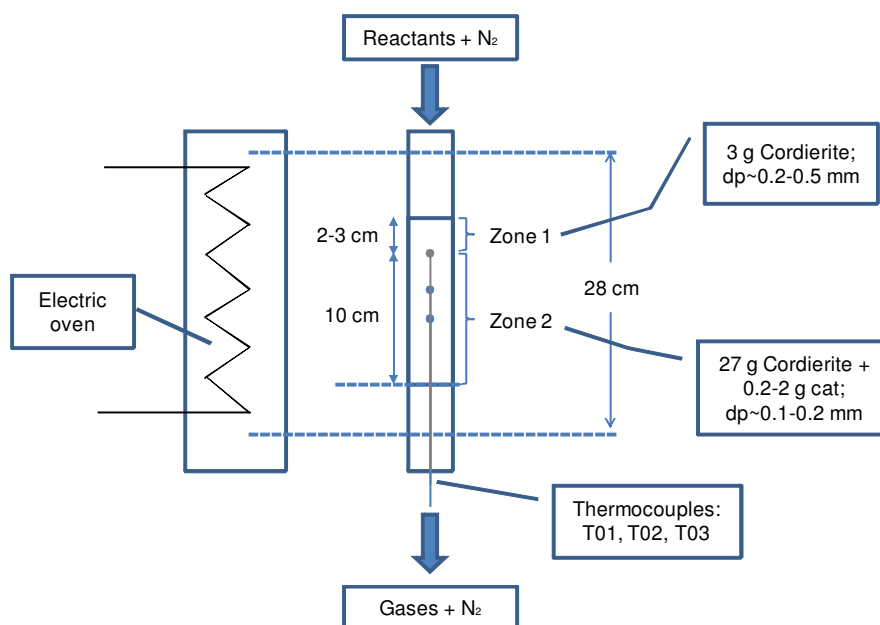 Reactants + N₂
3 g Cordierite;
dp~0.2-0.5 mm
2-3 cm
Zone 1
Electric
oven
10 cm
Zone 2
28 cm
27 g Cordierite +
0.2-2 g cat;
dp~0.1-0.2 mm
Thermocouples:
T01, T02, T03
Gases + N₂